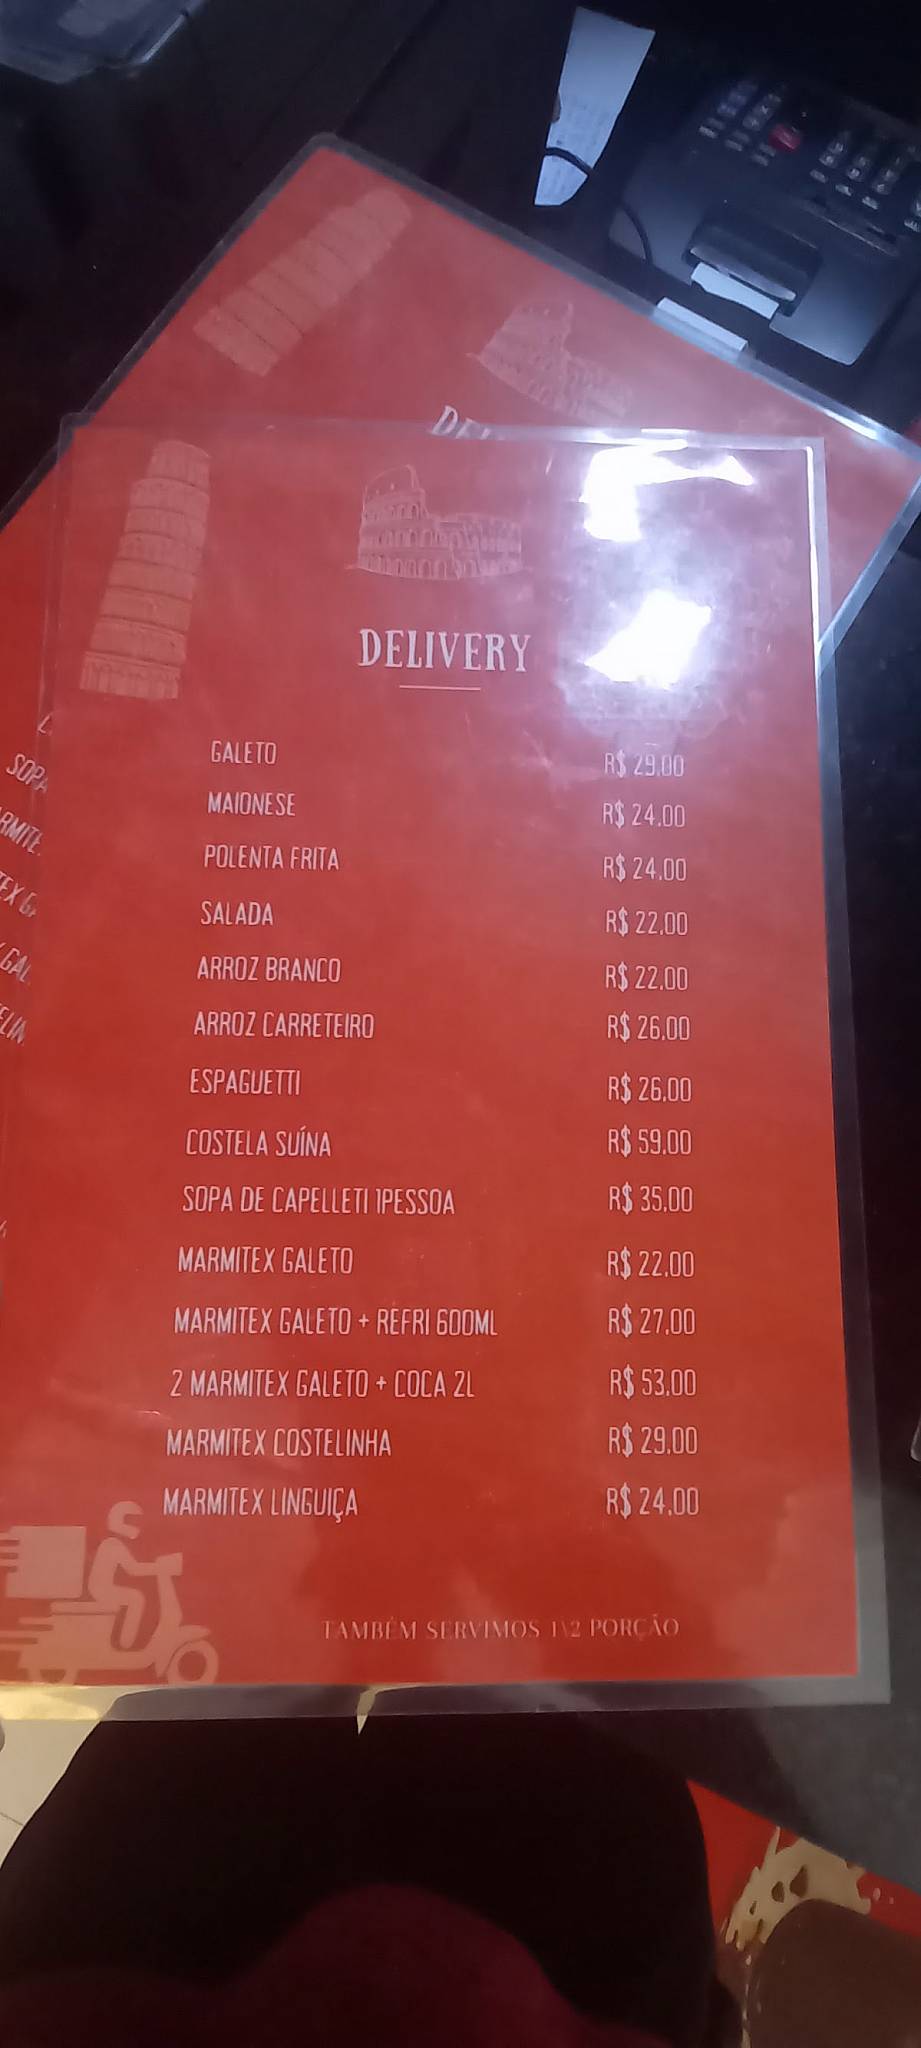 DELIVERY
GALETO R$ 29,00
MAIONESE R$ 24,00
POLENTA FRITA R$ 24,00
SALADA R$ 22,00
ARROZ BRANCO R$ 22,00
ARROZ CARRETEIRO R$ 26,00
ESPAGUETTI R$ 26,00
COSTELA SUÍNA R$ 59,00
SOPA DE CAPELLETI 1PESSOA R$ 35,00
MARMITEX GALETO R$ 22,00
MARMITEX GALETO + REFRI 600ML R$ 27,00
2 MARMITEX GALETO + COCA 2L R$ 53,00
MARMITEX COSTELINHA R$ 29,00
MARMITEX LINGUIÇA R$ 24,00
TAMBÉM SERVIMOS 1\2 PORÇÃO
SOPA